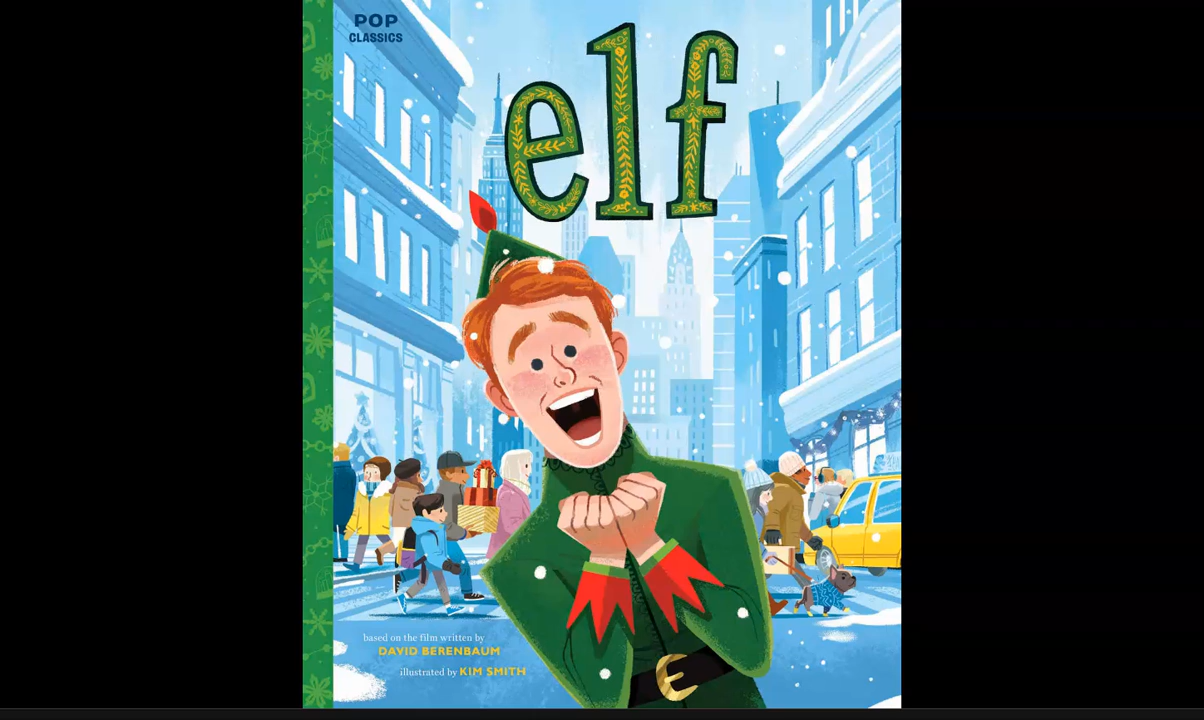 POP
CLASSICS
elf
based on the film written by
DAVID BERENBAUM
illustrated by KIM SMITH